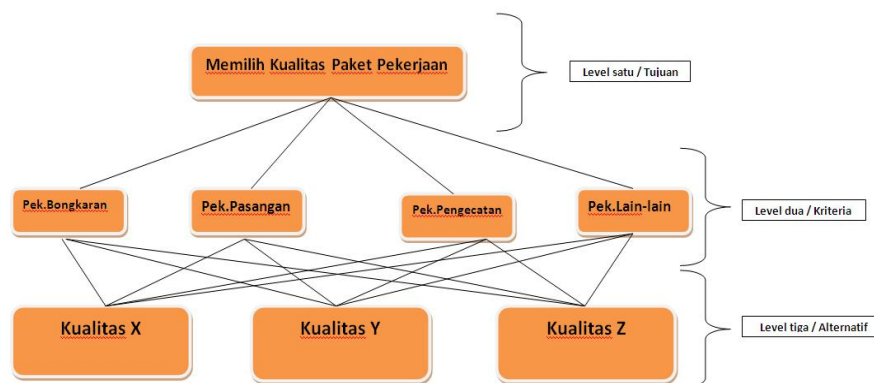 Memilih Kualitas Paket Pekerjaan
Level satu / Tujuan
Pek.Bongkaran
Pek.Pasangan
Pek.Pengecatan
Pek.Lain-lain
Level dua / Kriteria
Kualitas X
Kualitas Y
Kualitas Z
Level tiga / Alternatif